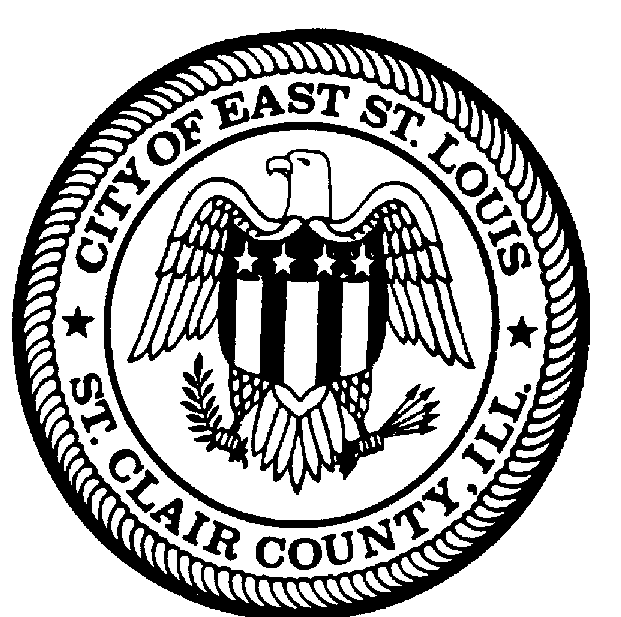 CITY OF EAST ST. LOUIS
ST. CLAIR COUNTY, ILL.